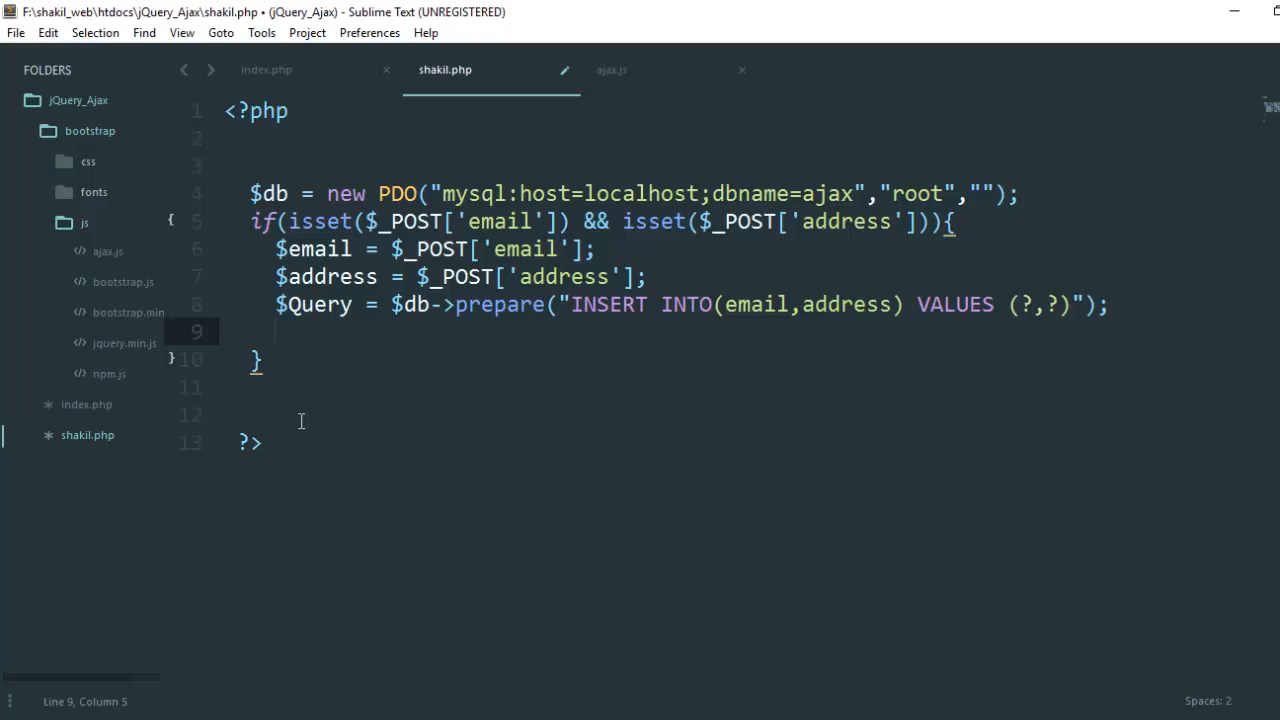 F:\shakil_web\htdocs\jQuery_Ajax\shakil.php • (jQuery_Ajax) - Sublime Text (UNREGISTERED)
File Edit Selection Find View Goto Tools Project Preferences Help
FOLDERS
jQuery_Ajax
bootstrap
css
fonts
js
ajax.js
bootstrap.js
bootstrap.min
jquery.min.js
npm.js
index.php
shakil.php
index.php shakil.php ajax.js
1 <?php
2
3
4 $db = new PDO("mysql:host=localhost;dbname=ajax","root","");
5 if(isset($_POST['email']) && isset($_POST['address'])){
6 $email = $_POST['email'];
7 $address = $_POST['address'];
8 $Query = $db->prepare("INSERT INTO(email,address) VALUES (?,?)");
9
10 }
11
12
13 ?>
Line 9, Column 5
Spaces: 2